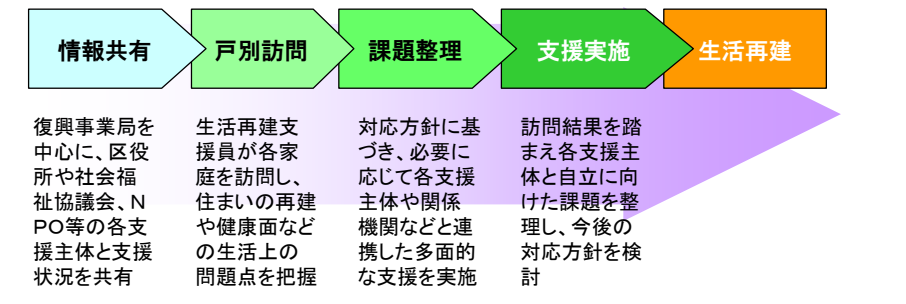 情報共有
戸別訪問
課題整理
支援実施
生活再建
復興事業局を
中心に、区役
所や社会福
祉協議会、N
PO等の各支
援主体と支援
状況を共有
生活再建支
援員が各家
庭を訪問し、
住まいの再建
や健康面など
の生活上の
問題点を把握
対応方針に基
づき、必要に
応じて各支援
主体や関係
機関などと連
携した多面的
な支援を実施
訪問結果を踏
まえ各支援主
体と自立に向
けた課題を整
理し、今後の
対応方針を検
討